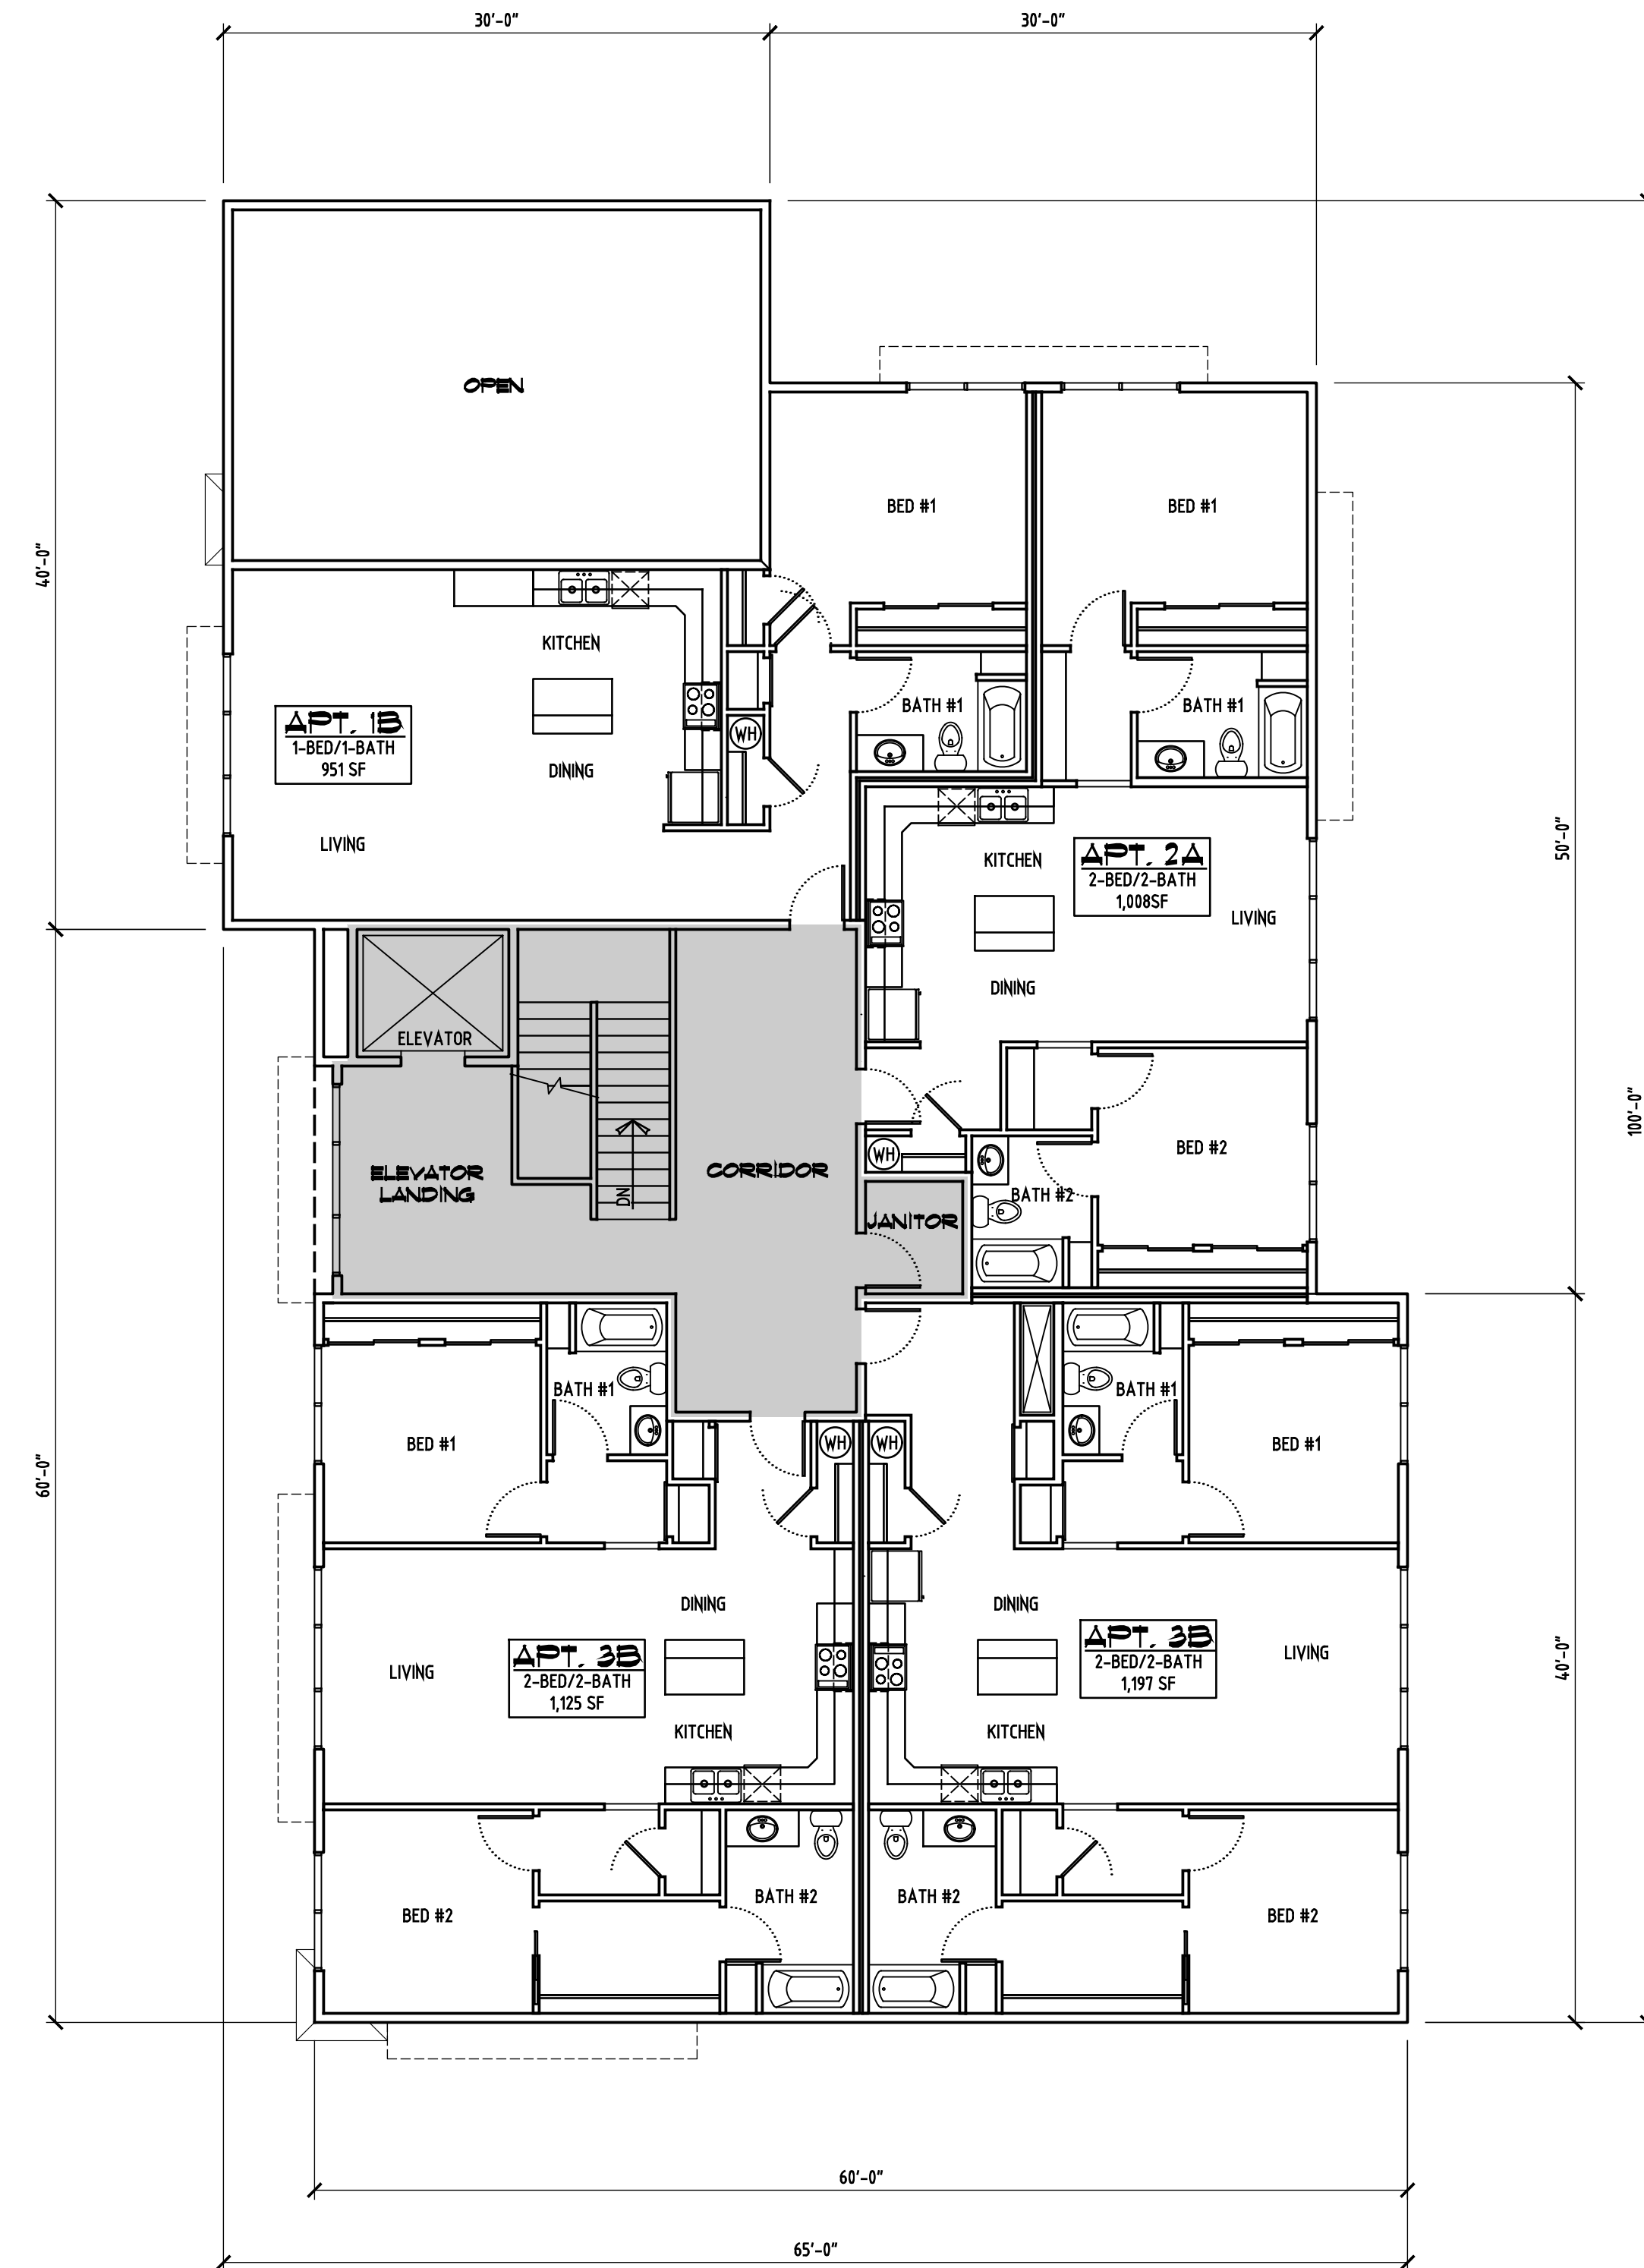 30'-0"
30'-0"
OPEN
BED #1
BED #1
40'-0"
KITCHEN
BATH #1
BATH #1
APT. 1B
1-BED/1-BATH
951 SF
WH
DINING
LIVING
KITCHEN
APT. 2A
2-BED/2-BATH
1,008SF
LIVING
50'-0"
DINING
ELEVATOR
100'-0"
BED #2
WH
ELEVATOR
LANDING
CORRIDOR
DN
BATH #2
JANITOR
BATH #1
BATH #1
BED #1
WH
WH
BED #1
60'-0"
DINING
DINING
APT. 3B
2-BED/2-BATH
1,125 SF
LIVING
APT. 3B
2-BED/2-BATH
1,197 SF
LIVING
40'-0"
KITCHEN
KITCHEN
BATH #2
BATH #2
BED #2
BED #2
60'-0"
65'-0"